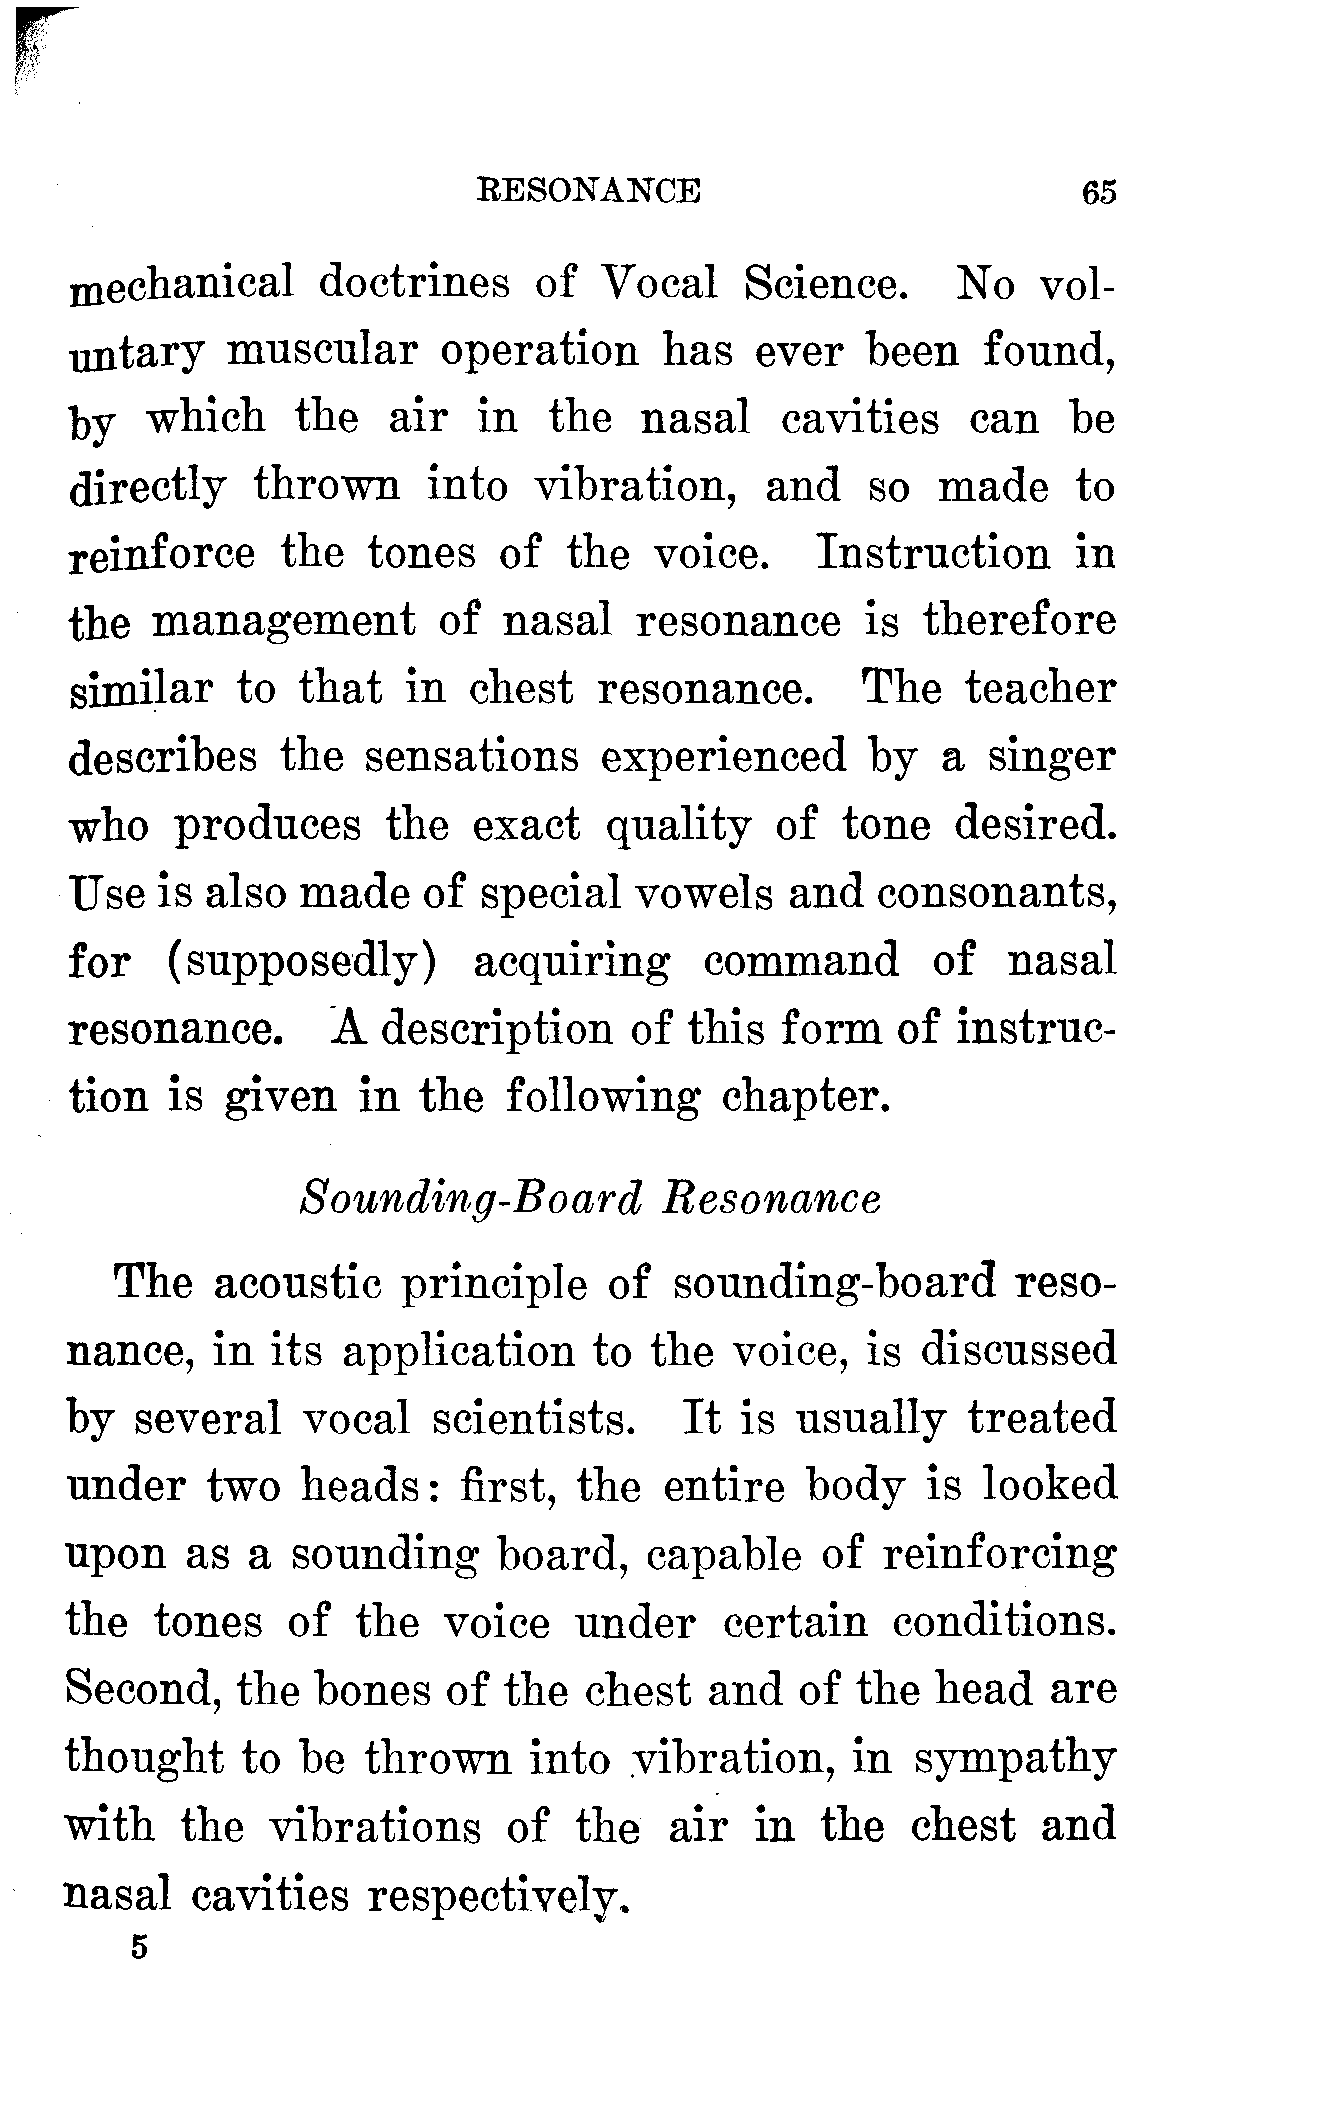 RESONANCE 65
mechanical doctrines of Vocal Science. No vol-
untary muscular operation has ever been found,
by which the air in the nasal cavities can be
directly thrown into vibration, and so made to
reinforce the tones of the voice. Instruction in
the management of nasal resonance is therefore
similar to that in chest resonance. The teacher
describes the sensations experienced by a singer
who produces the exact quality of tone desired.
Use is also made of special vowels and consonants,
for (supposedly) acquiring command of nasal
resonance. A description of this form of instruc-
tion is given in the following chapter.
Sounding-Board Resonance
The acoustic principle of sounding-board reso-
nance, in its application to the voice, is discussed
by several vocal scientists. It is usually treated
under two heads: first, the entire body is looked
upon as a sounding board, capable of reinforcing
the tones of the voice under certain conditions.
Second, the bones of the chest and of the head are
thought to be thrown into vibration, in sympathy
with the vibrations of the air in the chest and
nasal cavities respectively.
5